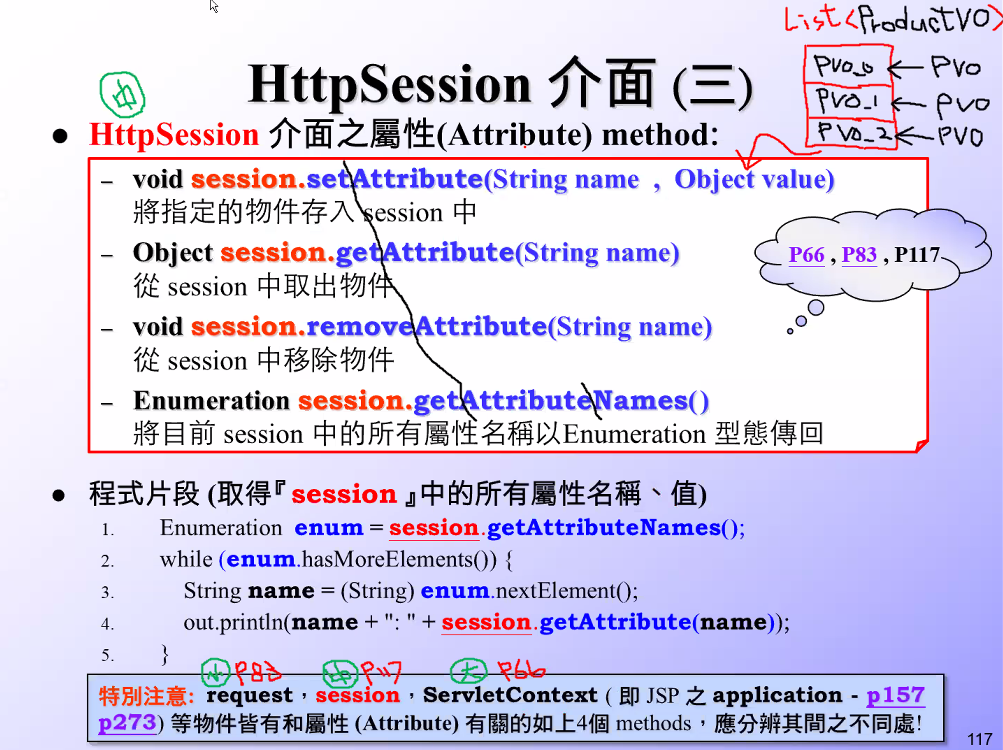 List<ProductVO>
HttpSession 介面 (三)
中
PVO_0 ← PVO
PVO_1 ← PVO
PVO_2 ← PVO
● HttpSession 介面之屬性(Attribute) method:
– void session.setAttribute(String name , Object value)
將指定的物件存入 session 中
– Object session.getAttribute(String name)
從 session 中取出物件
P66 , P83 , P117
– void session.removeAttribute(String name)
從 session 中移除物件
– Enumeration session.getAttributeNames()
將目前 session 中的所有屬性名稱以Enumeration 型態傳回
● 程式片段 (取得『session 』中的所有屬性名稱、值)
1. Enumeration enum = session.getAttributeNames();
2. while (enum.hasMoreElements()) {
3. String name = (String) enum.nextElement();
4. out.println(name + ": " + session.getAttribute(name));
5. }
小 P83 中 P117 大 P66
特別注意: request，session，ServletContext ( 即 JSP 之 application - p157
p273) 等物件皆有和屬性 (Attribute) 有關的如上4個 methods，應分辨其間之不同處!
117